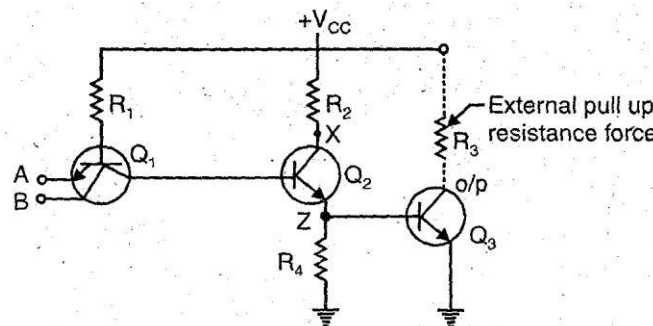 +VCC
R1
R2
External pull up
resistance force
R3
X
A
Q1
Q2
o/p
B
Z
Q3
R4